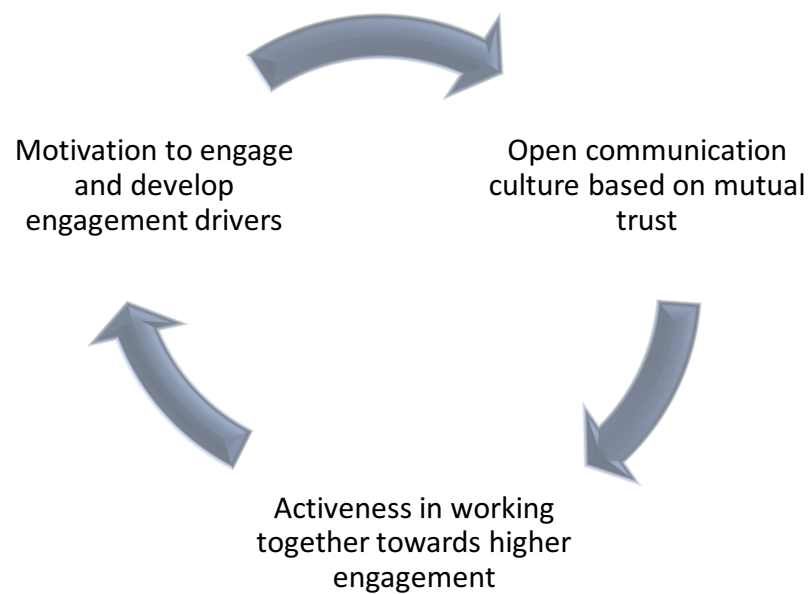 Motivation to engage
and develop
engagement drivers
Open communication
culture based on mutual
trust
Activeness in working
together towards higher
engagement